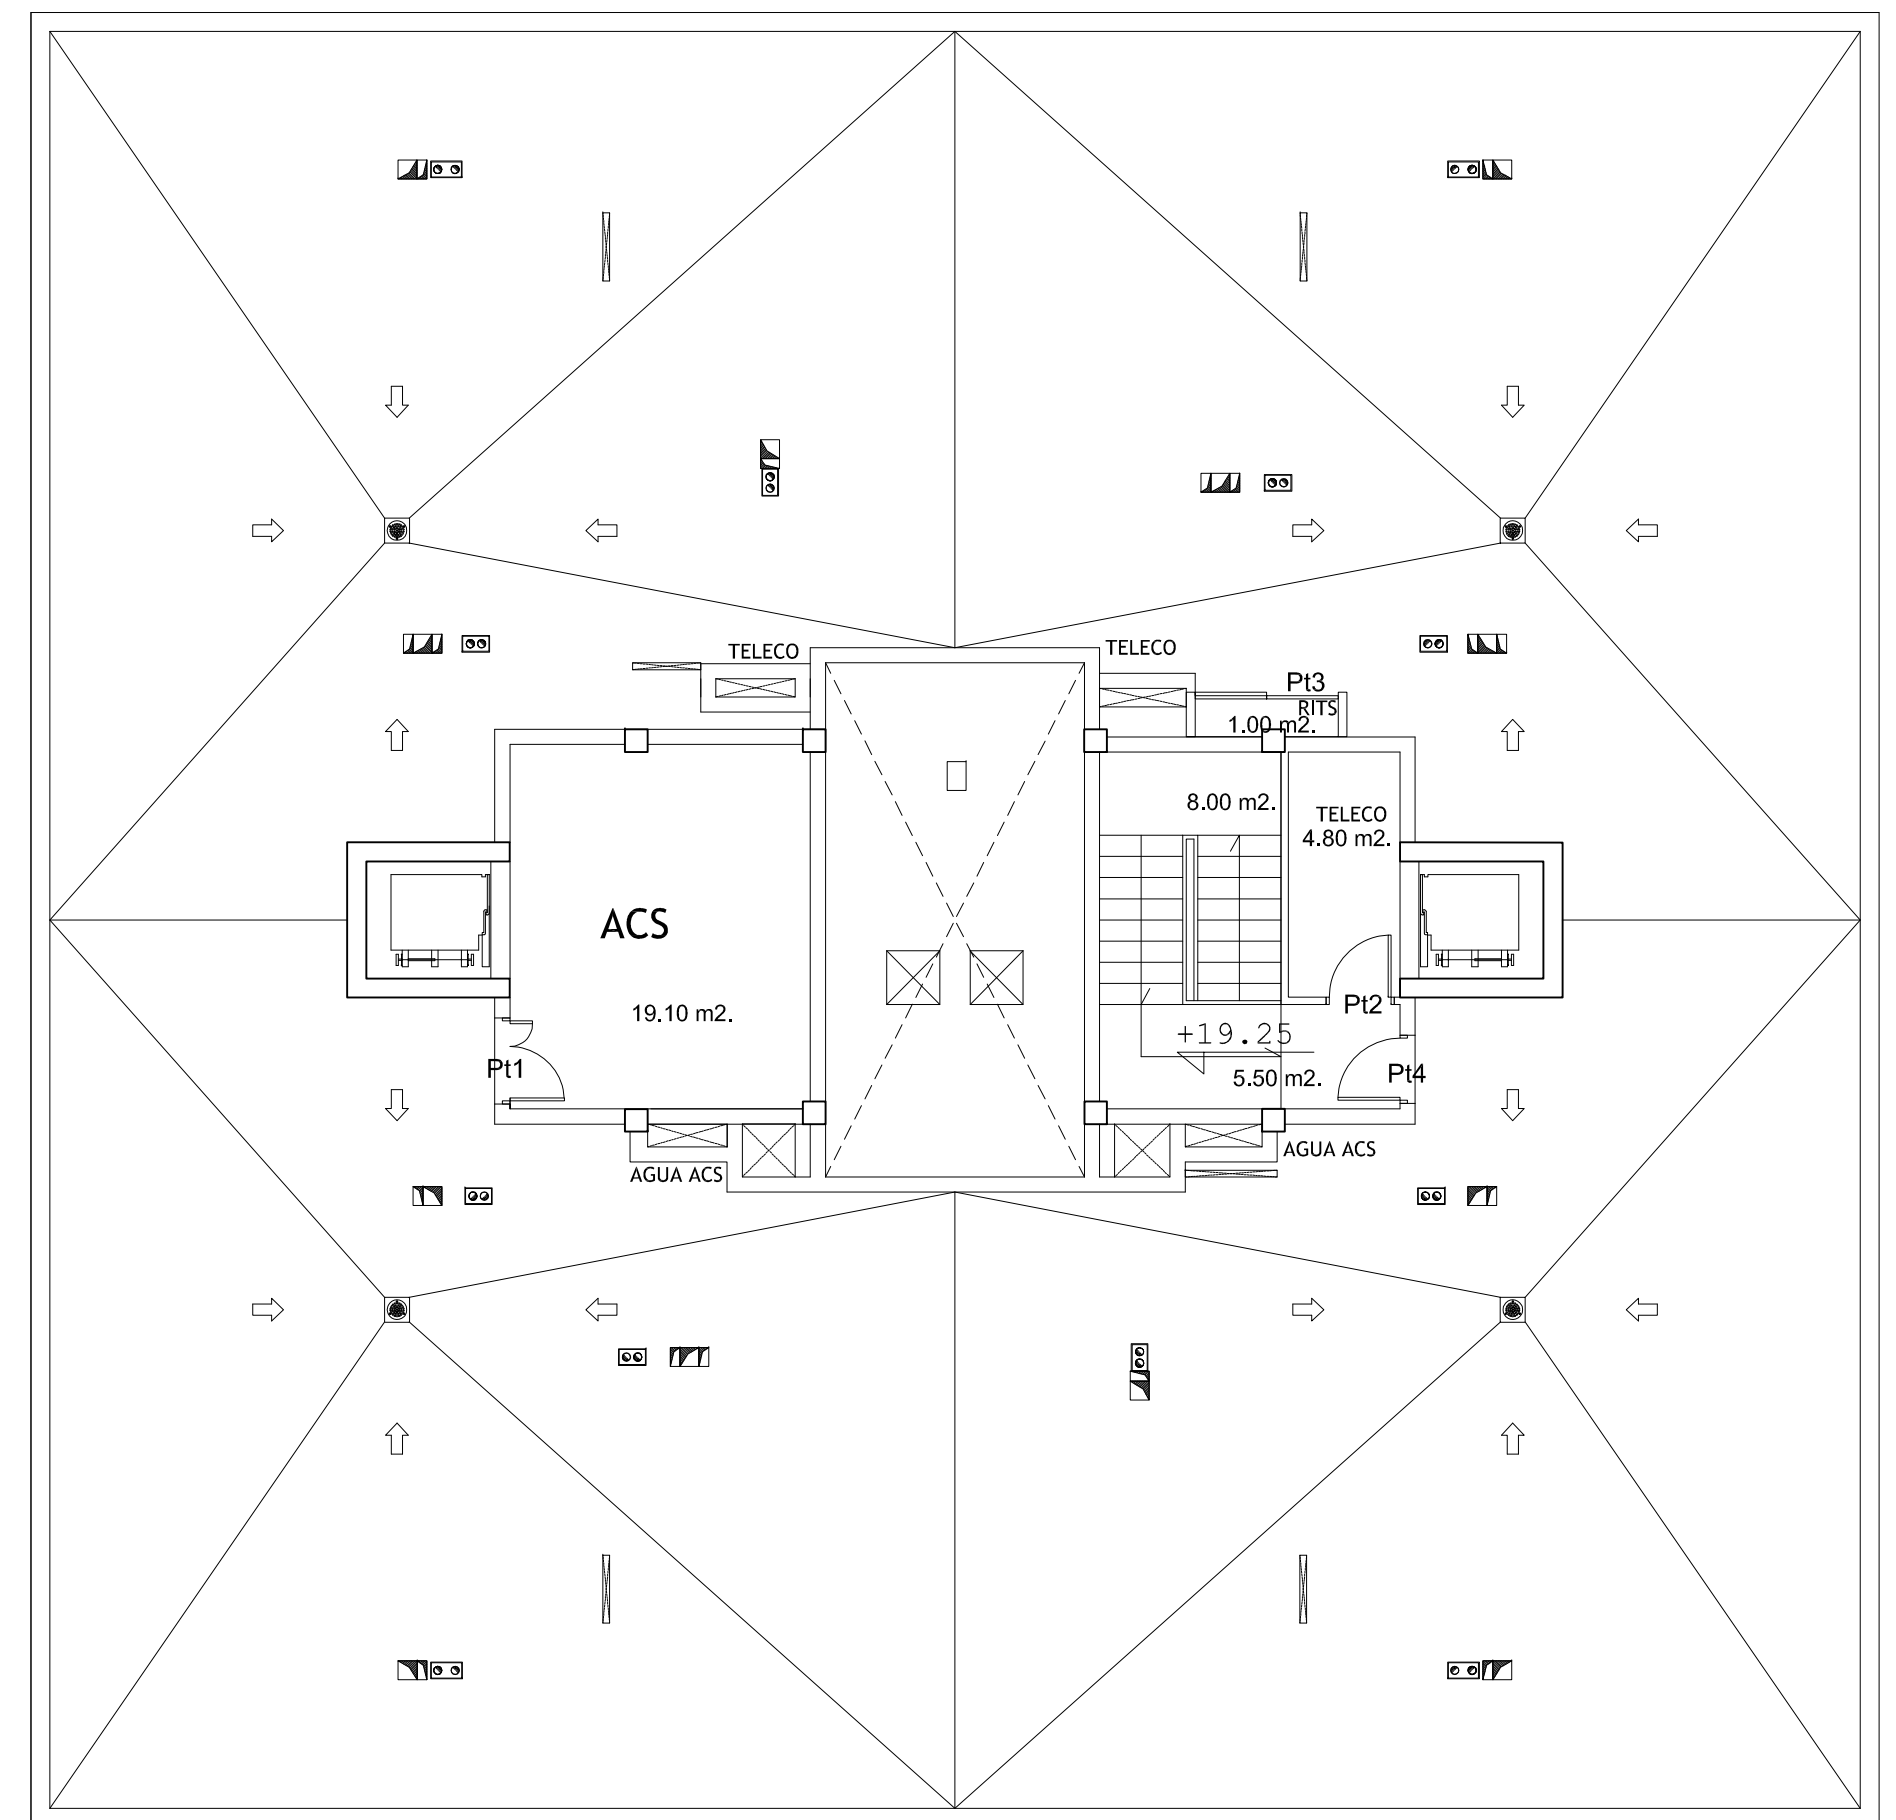 TELECO
TELECO
Pt3
RITS
1.00 m2.
8.00 m2.
TELECO
4.80 m2.
ACS
19.10 m2.
Pt2
+19.25
Pt1
5.50 m2.
Pt4
AGUA ACS
AGUA ACS